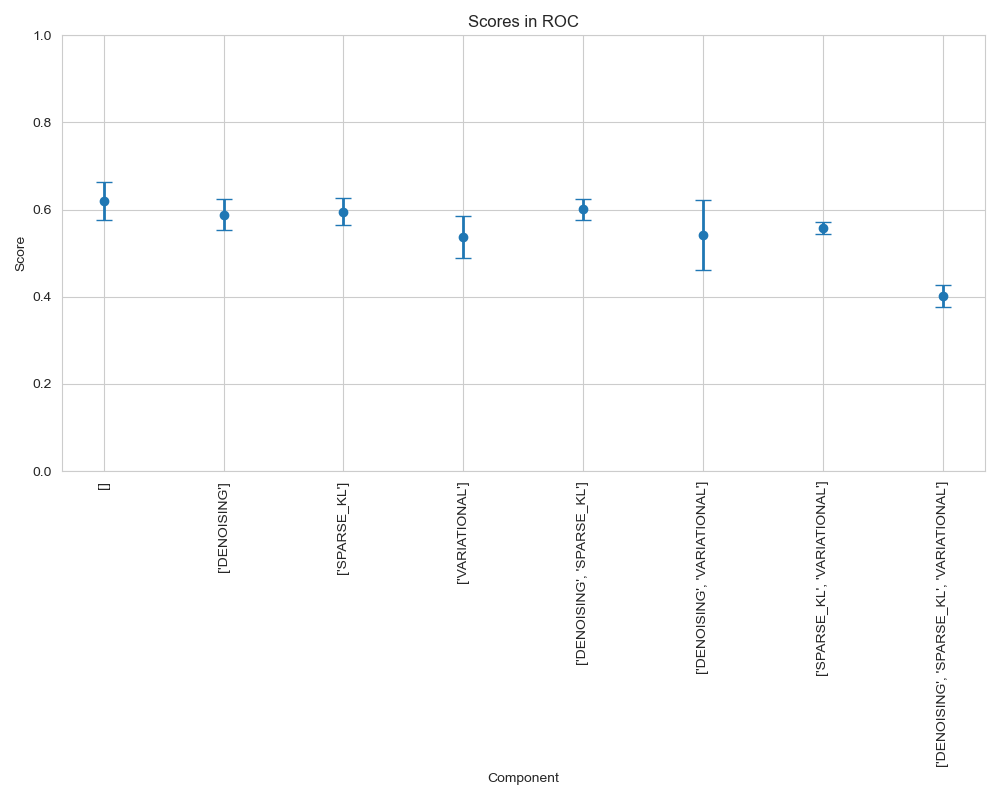 Scores in ROC
Score
1.0
0.8
0.6
0.4
0.2
0.0
[]
['DENOISING']
['SPARSE_KL']
['VARIATIONAL']
['DENOISING', 'SPARSE_KL']
['DENOISING', 'VARIATIONAL']
['SPARSE_KL', 'VARIATIONAL']
['DENOISING', 'SPARSE_KL', 'VARIATIONAL']
Component